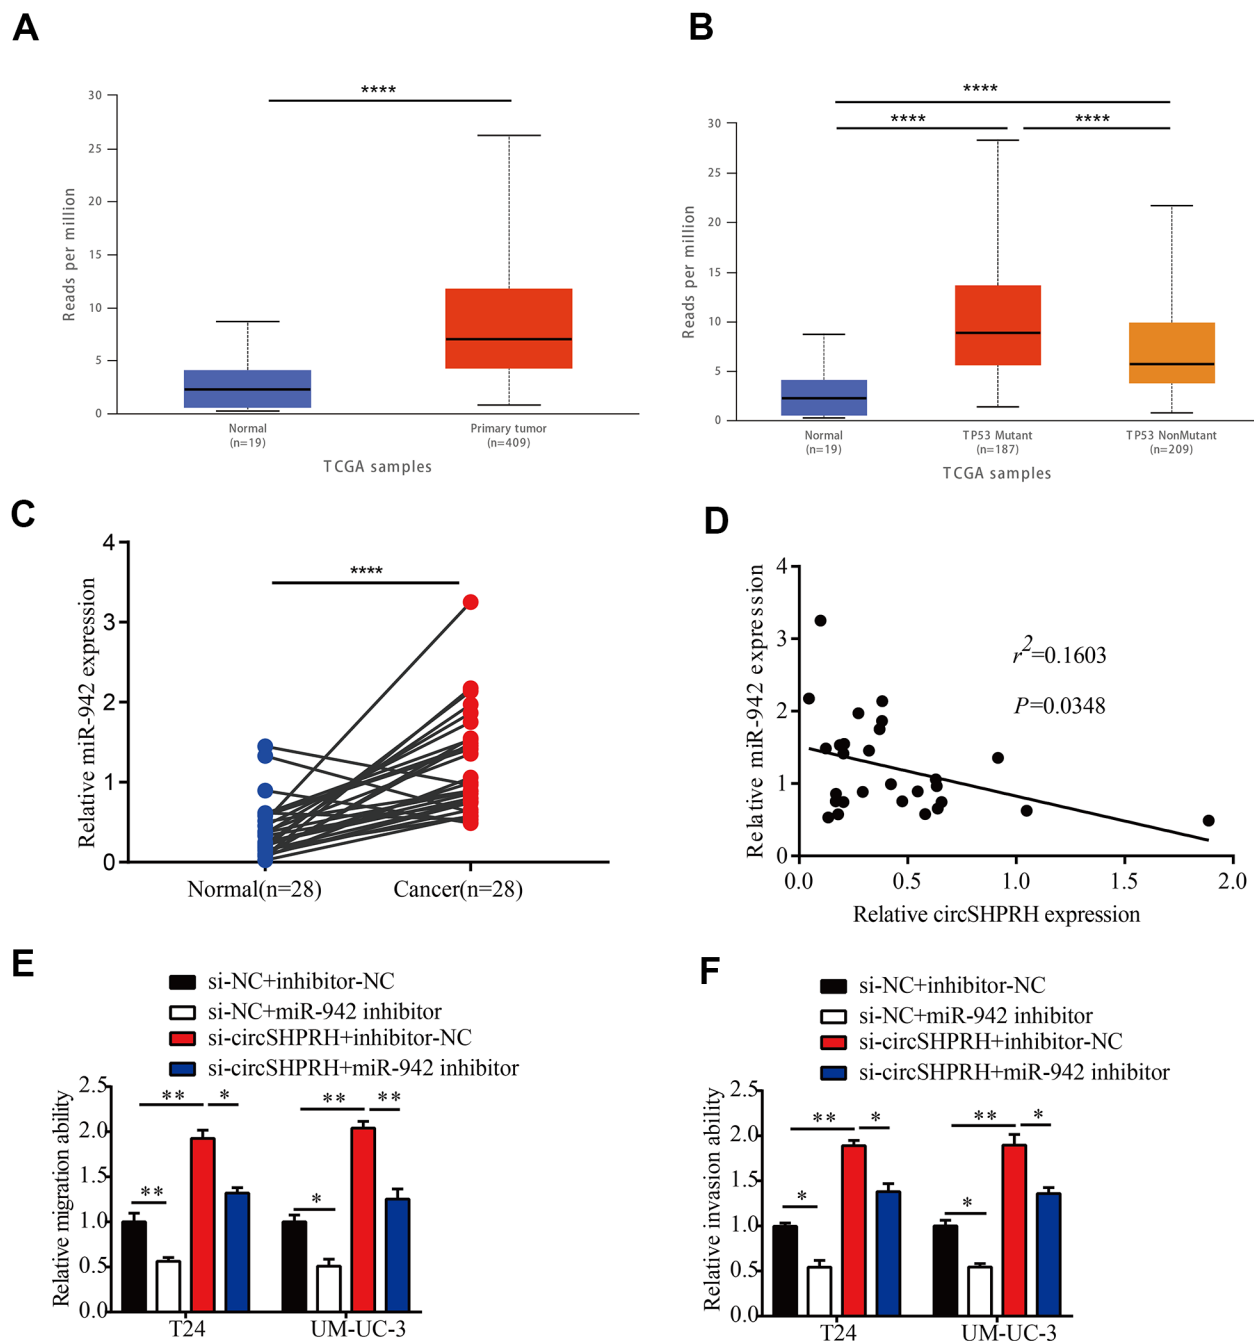 A
30
25
20
15
10
5
0
Reads per million
****
Normal
(n=19)
Primary tumor
(n=409)
TCGA samples
B
30
25
20
15
10
5
0
Reads per million
****
****
****
Normal
(n=19)
TP53 Mutant
(n=187)
TP53 NonMutant
(n=209)
TCGA samples
C
4
3
2
1
0
Relative miR-942 expression
****
Normal(n=28)
Cancer(n=28)
D
4
3
2
1
0
Relative miR-942 expression
r²=0.1603
P=0.0348
0.0 0.5 1.0 1.5 2.0
Relative circSHPRH expression
E
si-NC+inhibitor-NC
si-NC+miR-942 inhibitor
si-circSHPRH+inhibitor-NC
si-circSHPRH+miR-942 inhibitor
2.5
2.0
1.5
1.0
0.5
0.0
Relative migration ability
** * ** **
** *
T24 UM-UC-3
F
si-NC+inhibitor-NC
si-NC+miR-942 inhibitor
si-circSHPRH+inhibitor-NC
si-circSHPRH+miR-942 inhibitor
2.5
2.0
1.5
1.0
0.5
0.0
Relative invasion ability
** * ** *
* *
T24 UM-UC-3